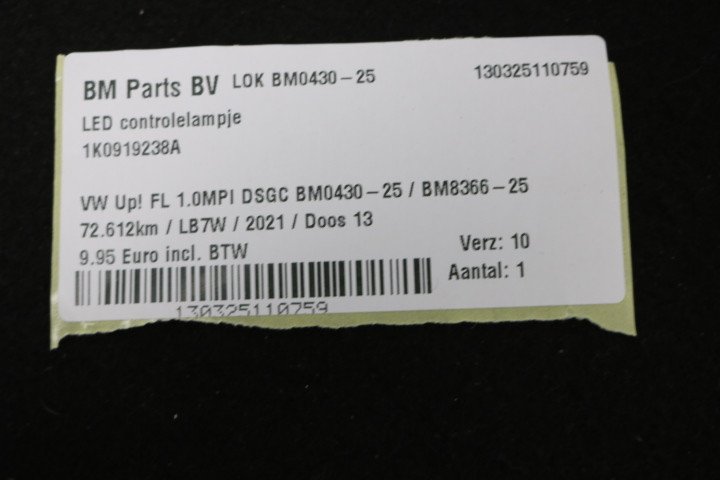 BM Parts BV LOK BM0430-25 130325110759
LED controlelampje
1K0919238A
VW Up! FL 1.0MPI DSGC BM0430-25 / BM8366-25
72.612km / LB7W / 2021 / Doos 13
9.95 Euro incl. BTW Verz: 10
Aantal: 1
130325110759